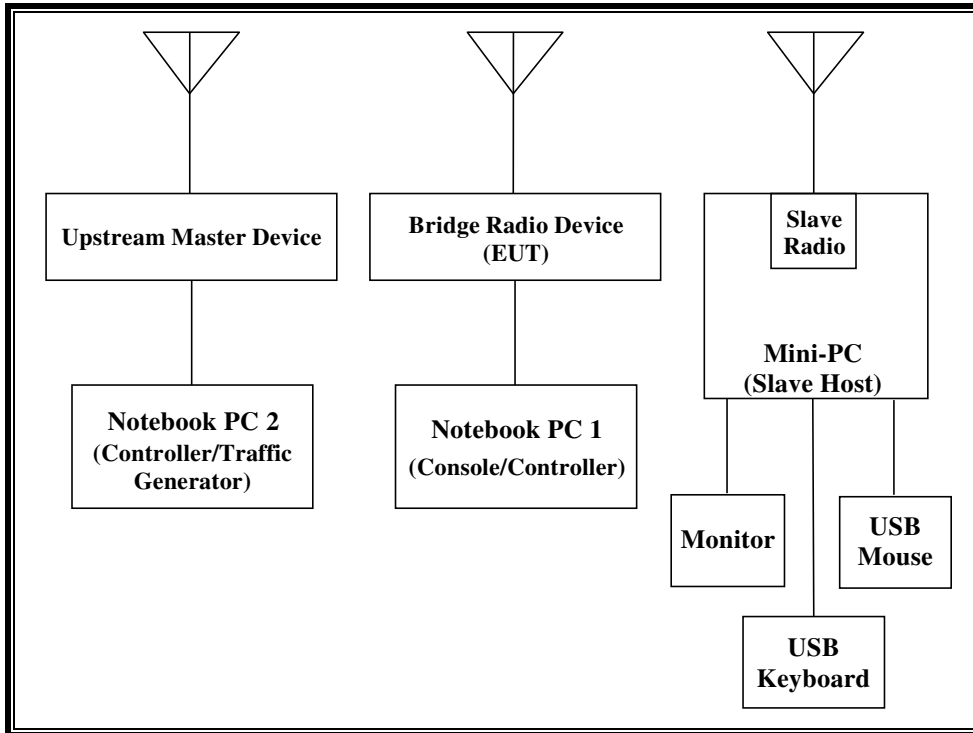 Upstream Master Device
Bridge Radio Device
(EUT)
Slave
Radio
Mini-PC
(Slave Host)
Notebook PC 2
(Controller/Traffic
Generator)
Notebook PC 1
(Console/Controller)
Monitor
USB
Mouse
USB
Keyboard